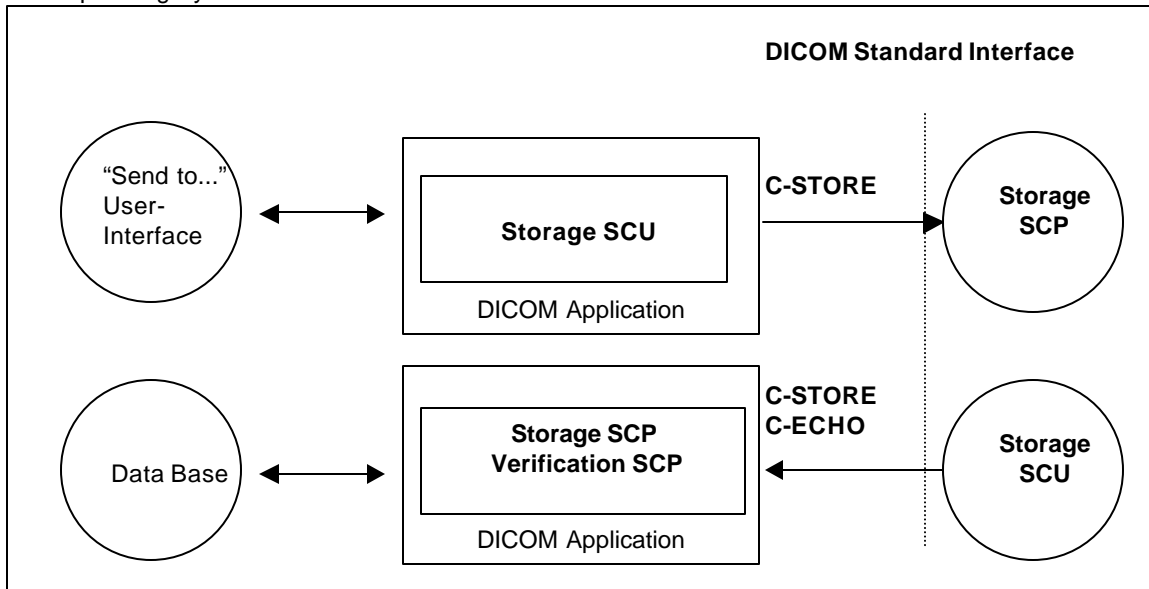 DICOM Standard Interface
“Send to...”
User-
Interface
Storage SCU
DICOM Application
C-STORE
Storage
SCP
Data Base
Storage SCP
Verification SCP
DICOM Application
C-STORE
C-ECHO
Storage
SCU